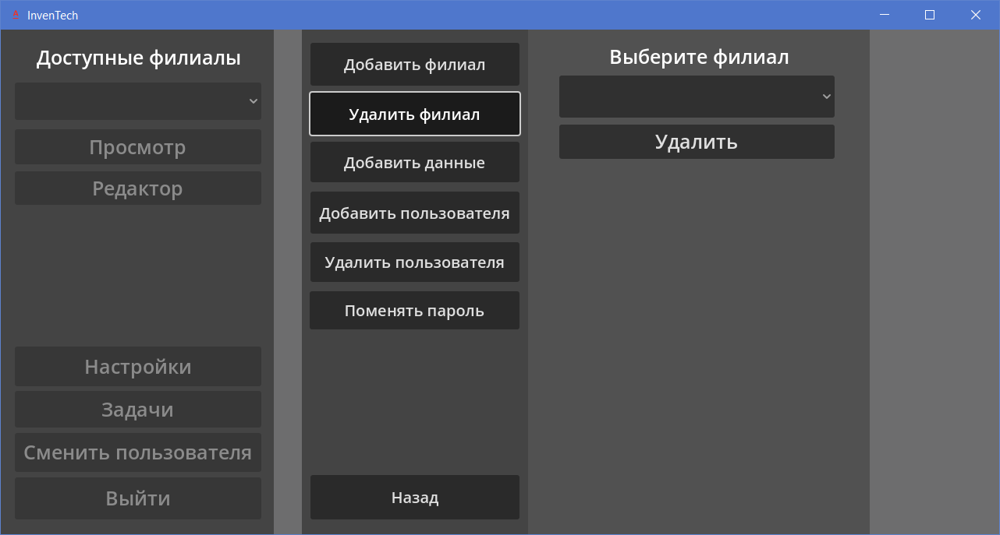 InvenTech
Доступные филиалы
Просмотр
Редактор
Настройки
Задачи
Сменить пользователя
Выйти
Добавить филиал
Удалить филиал
Добавить данные
Добавить пользователя
Удалить пользователя
Поменять пароль
Назад
Выберите филиал
Удалить